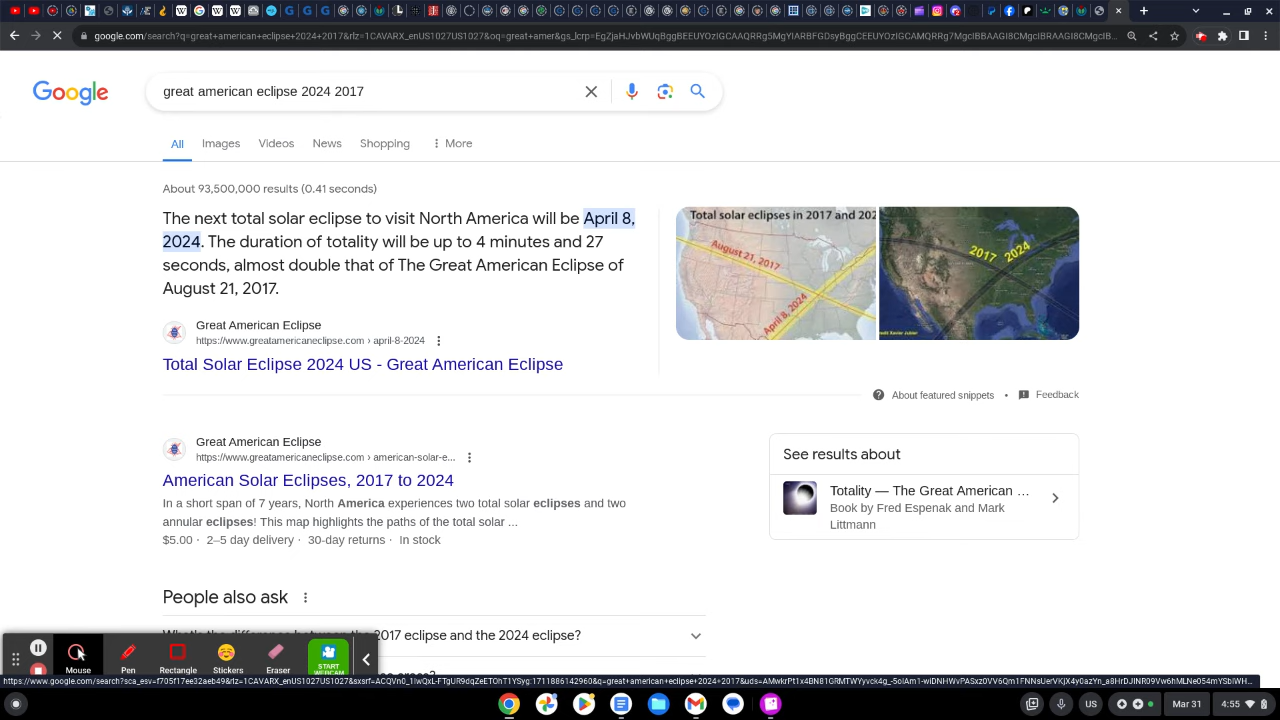 google.com/search?q=great+american+eclipse+2024+2017&rlz=1CAVARX_enUS1027US1027&oq=great+amer&gs_lcrp=
Google
great american eclipse 2024 2017
All Images Videos News Shopping More
About 93,500,000 results (0.41 seconds)
The next total solar eclipse to visit North America will be April 8,
2024. The duration of totality will be up to 4 minutes and 27
seconds, almost double that of The Great American Eclipse of
August 21, 2017.
Total solar eclipses in 2017 and 202
August 21, 2017
April 8, 2024
2017 2024
Great American Eclipse
https://www.greatamericaneclipse.com › april-8-2024
Total Solar Eclipse 2024 US - Great American Eclipse
About featured snippets • Feedback
Great American Eclipse
https://www.greatamericaneclipse.com › american-solar-e...
American Solar Eclipses, 2017 to 2024
In a short span of 7 years, North America experiences two total solar eclipses and two
annular eclipses! This map highlights the paths of the total solar ...
$5.00 · 2–5 day delivery · 30-day returns · In stock
See results about
Totality — The Great American ...
Book by Fred Espenak and Mark
Littmann
People also ask
What's the difference between the 2017 eclipse and the 2024 eclipse?
Mouse Pen Rectangle Stickers Eraser START
WEBCAM
US Mar 31 4:55